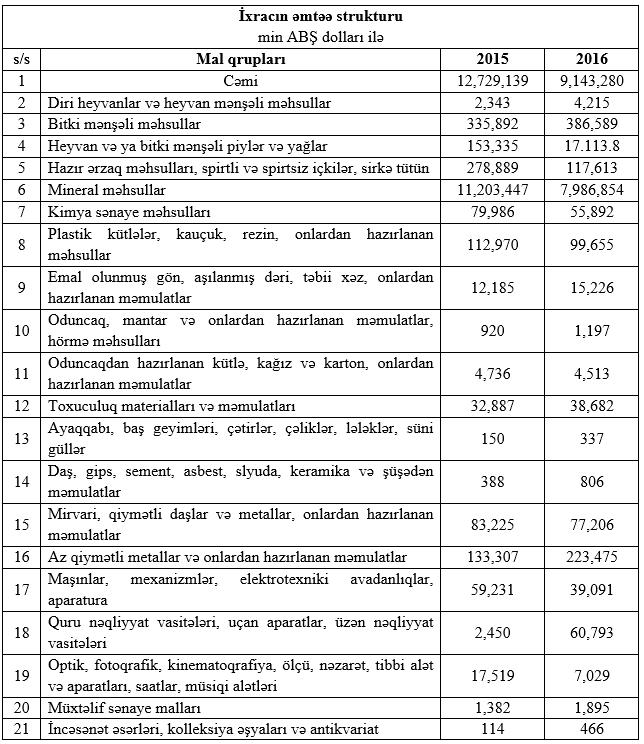 İxracın əmtəə strukturu
min ABŞ dolları ilə
s/s Mal qrupları 2015 2016
1 Cəmi 12,729,139 9,143,280
2 Diri heyvanlar və heyvan mənşəli məhsullar 2,343 4,215
3 Bitki mənşəli məhsullar 335,892 386,589
4 Heyvan və ya bitki mənşəli piylər və yağlar 153,335 17.113.8
5 Hazır ərzaq məhsulları, spirtli və spirtsiz içkilər, sirkə tütün 278,889 117,613
6 Mineral məhsullar 11,203,447 7,986,854
7 Kimya sənaye məhsulları 79,986 55,892
8 Plastik kütlələr, kauçuk, rezin, onlardan hazırlanan
məhsullar 112,970 99,655
9 Emal olunmuş gön, aşılanmış dəri, təbii xəz, onlardan
hazırlanan məmulatlar 12,185 15,226
10 Oduncaq, mantar və onlardan hazırlanan məmulatlar,
hörmə məhsulları 920 1,197
11 Oduncaqdan hazırlanan kütlə, kağız və karton, onlardan
hazırlanan məmulatlar 4,736 4,513
12 Toxuculuq materialları və məmulatları 32,887 38,682
13 Ayaqqabı, baş geyimləri, çətirlər, çəliklər, lələklər, süni
güllər 150 337
14 Daş, gips, sement, asbest, slyuda, keramika və şüşədən
məmulatlar 388 806
15 Mirvari, qiymətli daşlar və metallar, onlardan hazırlanan
məmulatlar 83,225 77,206
16 Az qiymətli metallar və onlardan hazırlanan məmulatlar 133,307 223,475
17 Maşınlar, mexanizmlər, elektrotexniki avadanlıqlar,
aparatura 59,231 39,091
18 Quru nəqliyyat vasitələri, uçan aparatlar, üzən nəqliyyat
vasitələri 2,450 60,793
19 Optik, fotoqrafik, kinematoqrafiya, ölçü, nəzarət, tibbi alət
və aparatları, saatlar, müsiqi alətləri 17,519 7,029
20 Müxtəlif sənaye malları 1,382 1,895
21 İncəsənət əsərləri, kolleksiya əşyaları və antikvariat 114 466